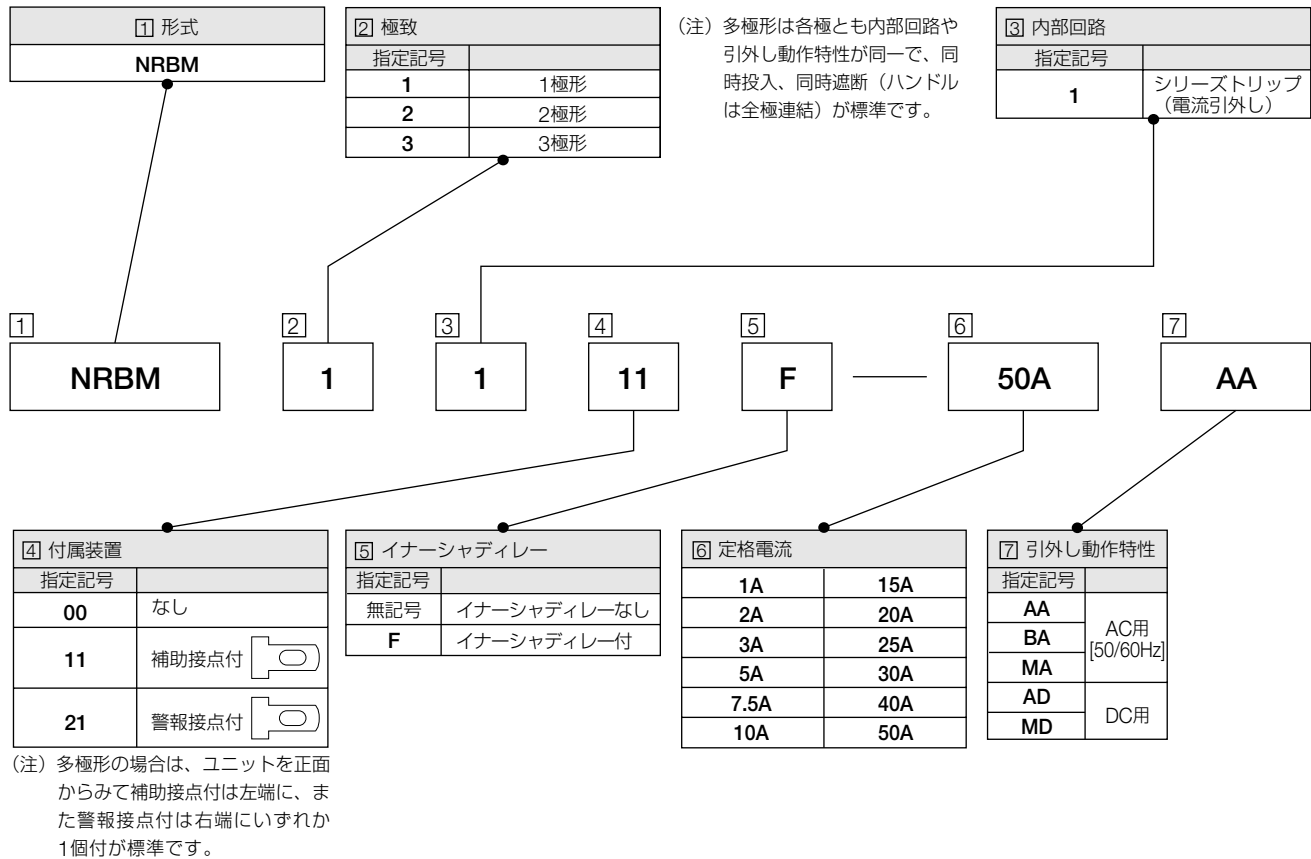 1 形式
NRBM
2 極致
指定記号
1 1極形
2 2極形
3 3極形
（注）多極形は各極とも内部回路や
引外し動作特性が同一で、同
時投入、同時遮断（ハンドル
は全極連結）が標準です。
3 内部回路
指定記号
1 シリーズトリップ
（電流引外し）
1 2 3 4 5 6 7
NRBM 1 1 11 F — 50A AA
4 付属装置
指定記号
00 なし
11 補助接点付
21 警報接点付
（注）多極形の場合は、ユニットを正面
からみて補助接点付は左端に、ま
た警報接点付は右端にいずれか
1個付が標準です。
5 イナーシャディレー
指定記号
無記号 イナーシャディレーなし
F イナーシャディレー付
6 定格電流
1A 15A
2A 20A
3A 25A
5A 30A
7.5A 40A
10A 50A
7 引外し動作特性
指定記号
AA
BA
MA
AC用
[50/60Hz]
AD
MD
DC用